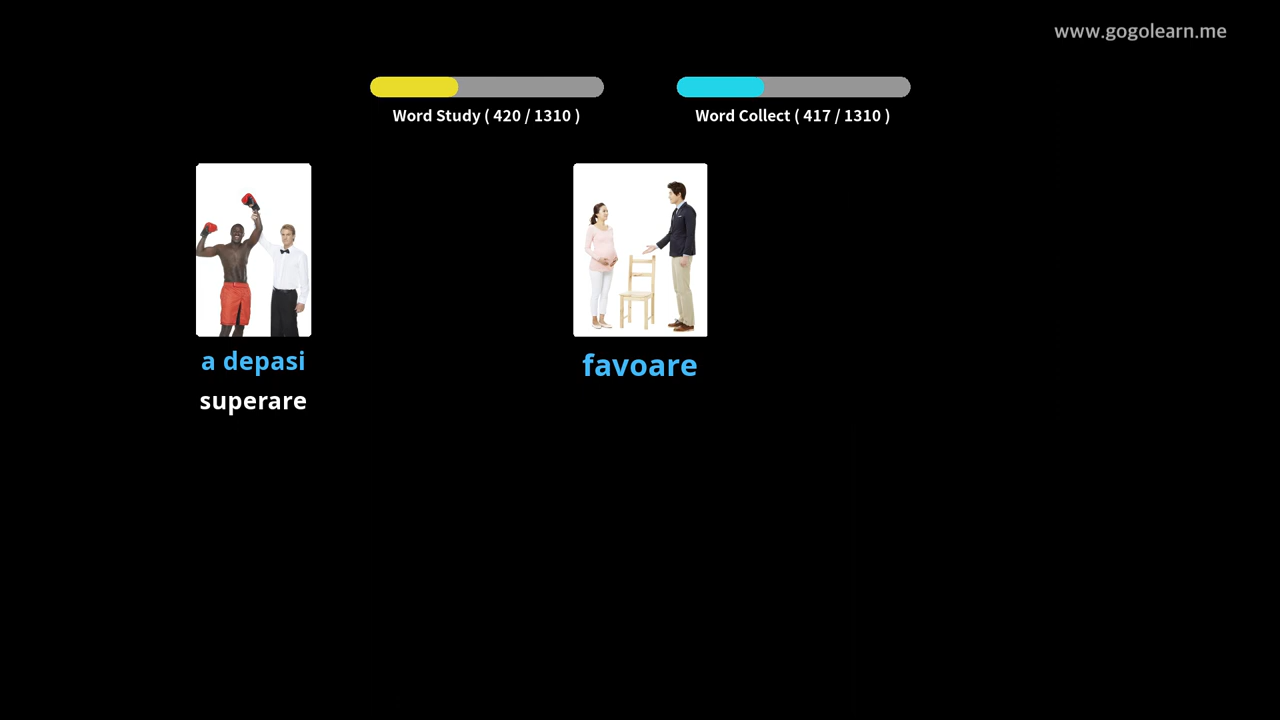 www.gogolearn.me
Word Study ( 420 / 1310 )
Word Collect ( 417 / 1310 )
a depasi
superare
favoare